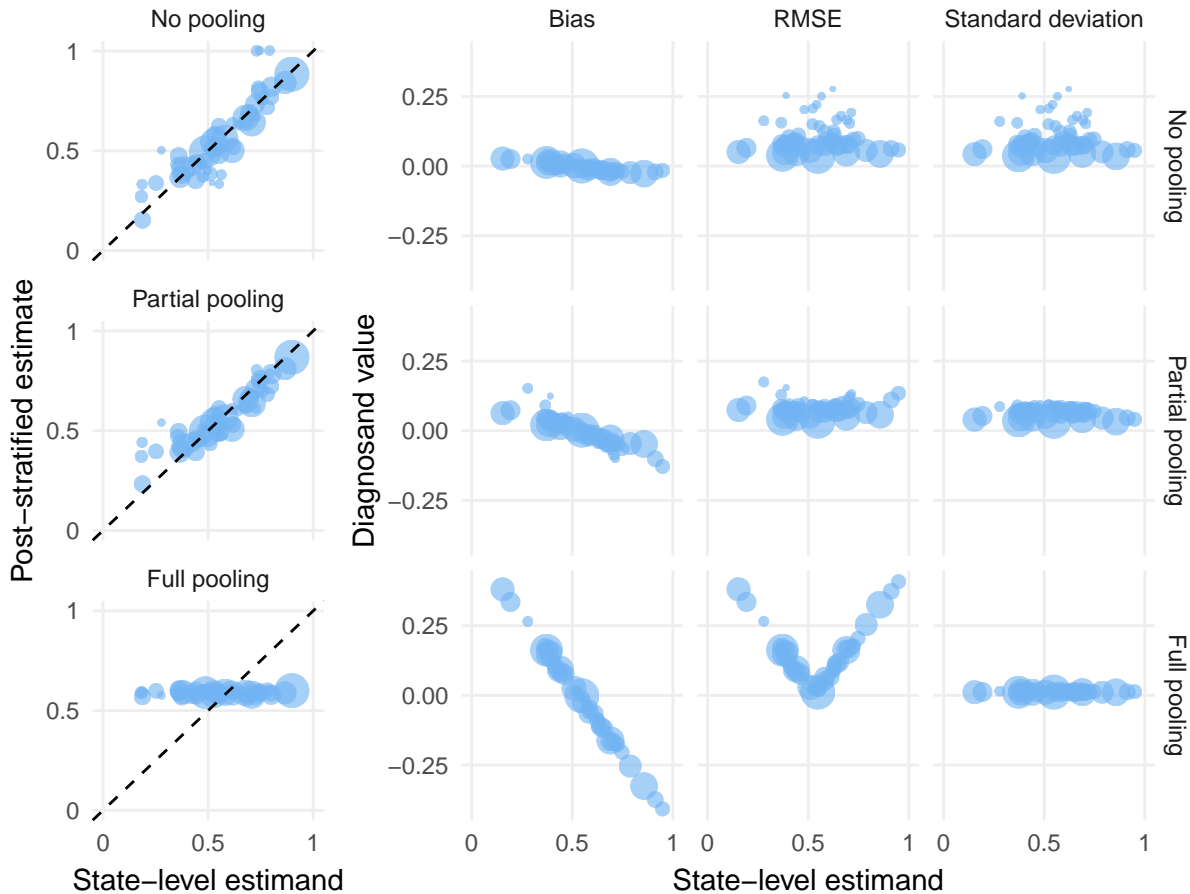 No pooling
1
0.5
0
Partial pooling
1
0.5
0
Full pooling
1
0.5
0
0 0.5 1
State−level estimand
Post−stratified estimate
Bias RMSE Standard deviation
0.25
0.00
−0.25
No pooling
0.25
0.00
−0.25
Partial pooling
0.25
0.00
−0.25
Full pooling
0 0.5 1 0 0.5 1 0 0.5 1
State−level estimand
Diagnosand value